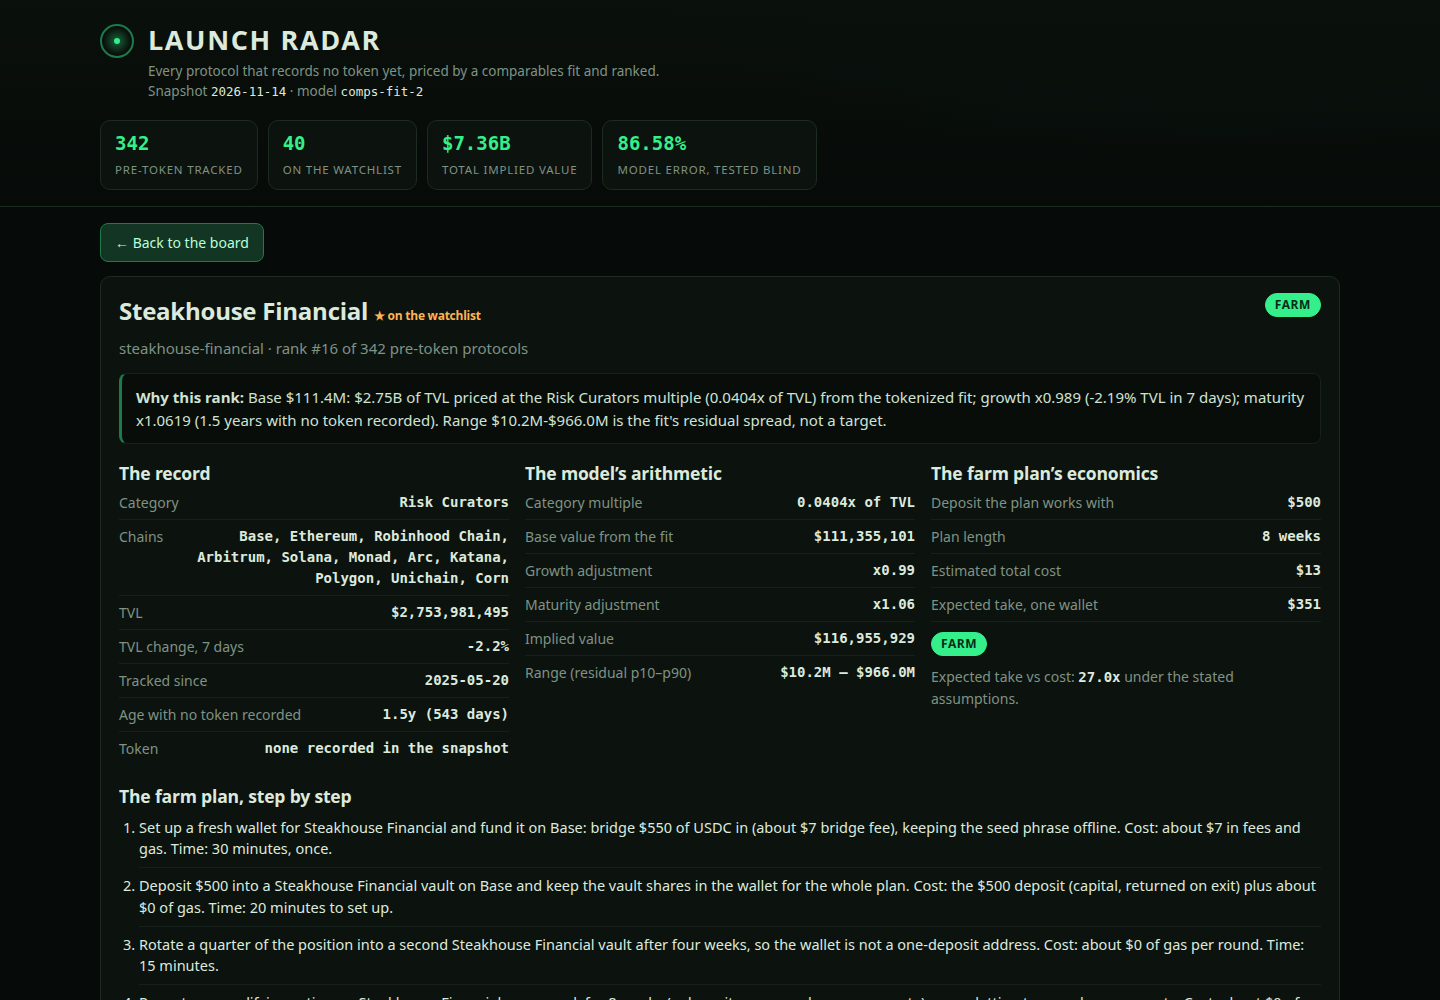 LAUNCH RADAR
Every protocol that records no token yet, priced by a comparables fit and ranked.
Snapshot 2026-11-14 · model comps-fit-2
342
PRE-TOKEN TRACKED
40
ON THE WATCHLIST
$7.36B
TOTAL IMPLIED VALUE
86.58%
MODEL ERROR, TESTED BLIND
← Back to the board
Steakhouse Financial ★ on the watchlist
FARM
steakhouse-financial · rank #16 of 342 pre-token protocols
Why this rank: Base $111.4M: $2.75B of TVL priced at the Risk Curators multiple (0.0404x of TVL) from the tokenized fit; growth x0.989 (-2.19% TVL in 7 days); maturity
x1.0619 (1.5 years with no token recorded). Range $10.2M-$966.0M is the fit's residual spread, not a target.
The record
Category Risk Curators
Chains Base, Ethereum, Robinhood Chain,
Arbitrum, Solana, Monad, Arc, Katana,
Polygon, Unichain, Corn
TVL $2,753,981,495
TVL change, 7 days -2.2%
Tracked since 2025-05-20
Age with no token recorded 1.5y (543 days)
Token none recorded in the snapshot
The model’s arithmetic
Category multiple 0.0404x of TVL
Base value from the fit $111,355,101
Growth adjustment x0.99
Maturity adjustment x1.06
Implied value $116,955,929
Range (residual p10–p90) $10.2M — $966.0M
The farm plan’s economics
Deposit the plan works with $500
Plan length 8 weeks
Estimated total cost $13
Expected take, one wallet $351
FARM
Expected take vs cost: 27.0x under the stated
assumptions.
The farm plan, step by step
1. Set up a fresh wallet for Steakhouse Financial and fund it on Base: bridge $550 of USDC in (about $7 bridge fee), keeping the seed phrase offline. Cost: about $7 in fees and
gas. Time: 30 minutes, once.
2. Deposit $500 into a Steakhouse Financial vault on Base and keep the vault shares in the wallet for the whole plan. Cost: the $500 deposit (capital, returned on exit) plus about
$0 of gas. Time: 20 minutes to set up.
3. Rotate a quarter of the position into a second Steakhouse Financial vault after four weeks, so the wallet is not a one-deposit address. Cost: about $0 of gas per round. Time:
15 minutes.